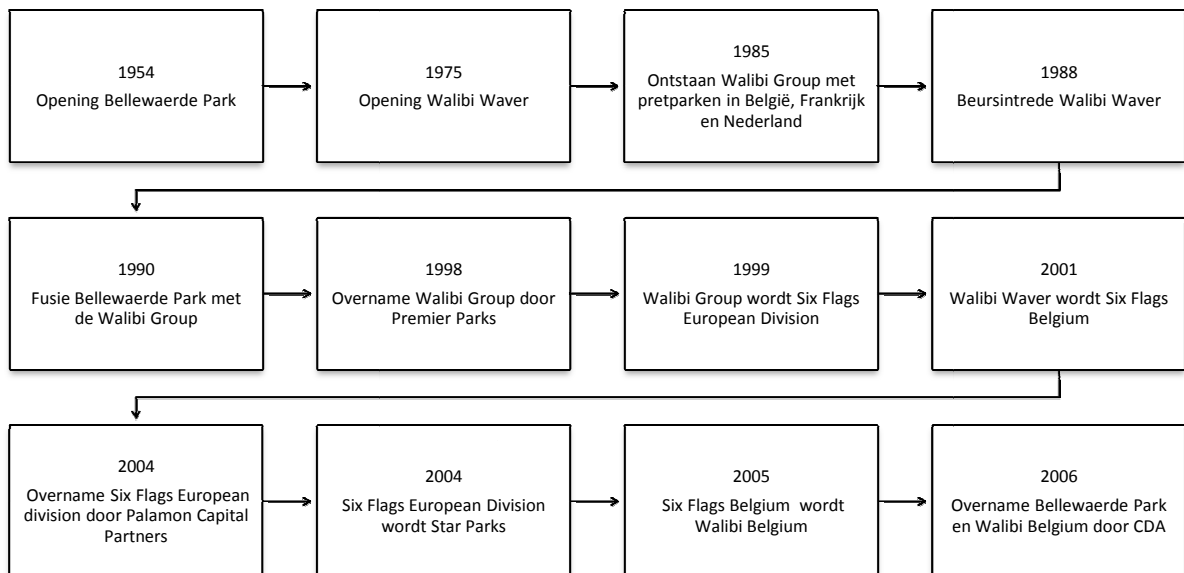 1954
Opening Bellewaerde Park
1975
Opening Walibi Waver
1985
Ontstaan Walibi Group met
pretparken in België, Frankrijk
en Nederland
1988
Beursintrede Walibi Waver
1990
Fusie Bellewaerde Park met
de Walibi Group
1998
Overname Walibi Group door
Premier Parks
1999
Walibi Group wordt Six Flags
European Division
2001
Walibi Waver wordt Six Flags
Belgium
2004
Overname Six Flags European
division door Palamon Capital
Partners
2004
Six Flags European Division
wordt Star Parks
2005
Six Flags Belgium wordt
Walibi Belgium
2006
Overname Bellewaerde Park
en Walibi Belgium door CDA